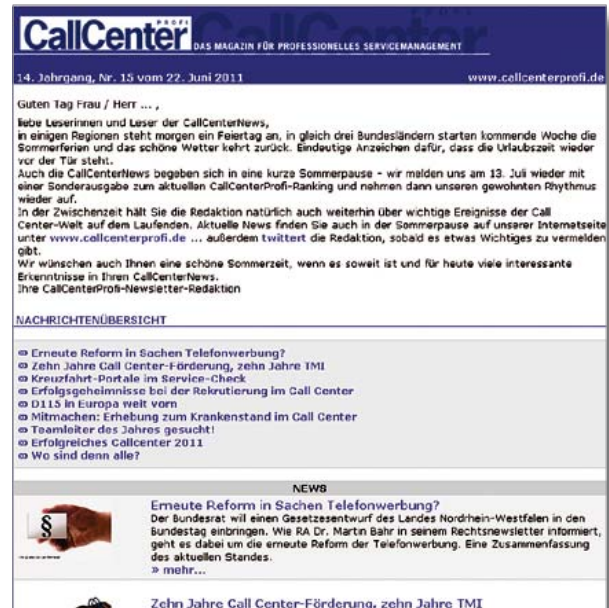 CallCenter PROFI
DAS MAGAZIN FÜR PROFESSIONELLES SERVICEMANAGEMENT
14. Jahrgang, Nr. 15 vom 22. Juni 2011 www.callcenterprofi.de
Guten Tag Frau / Herr ... ,
liebe Leserinnen und Leser der CallCenterNews,
in einigen Regionen steht morgen ein Feiertag an, in gleich drei Bundesländern starten kommende Woche die
Sommerferien und das schöne Wetter kehrt zurück. Eindeutige Anzeichen dafür, dass die Urlaubszeit wieder
vor der Tür steht.
Auch die CallCenterNews begeben sich in eine kurze Sommerpause - wir melden uns am 13. Juli wieder mit
einer Sonderausgabe zum aktuellen CallCenterProfi-Ranking und nehmen dann unseren gewohnten Rhythmus
wieder auf.
In der Zwischenzeit hält Sie die Redaktion natürlich auch weiterhin über wichtige Ereignisse der Call
Center-Welt auf dem Laufenden. Aktuelle News finden Sie auch in der Sommerpause auf unserer Internetseite
unter www.callcenterprofi.de ... außerdem twittert die Redaktion, sobald es etwas Wichtiges zu vermelden
gibt.
Wir wünschen auch Ihnen eine schöne Sommerzeit, wenn es soweit ist und für heute viele interessante
Erkenntnisse in Ihren CallCenterNews.
Ihre CallCenterProfi-Newsletter-Redaktion
NACHRICHTENÜBERSICHT
Erneute Reform in Sachen Telefonwerbung?
Zehn Jahre Call Center-Förderung, zehn Jahre TMI
Kreuzfahrt-Portale im Service-Check
Erfolgsgeheimnisse bei der Rekrutierung im Call Center
D115 in Europa weit vorn
Mitmachen: Erhebung zum Krankenstand im Call Center
Teamleiter des Jahres gesucht!
Erfolgreiches Callcenter 2011
Wo sind denn alle?
NEWS
§
Erneute Reform in Sachen Telefonwerbung?
Der Bundesrat will einen Gesetzesentwurf des Landes Nordrhein-Westfalen in den
Bundestag einbringen. Wie RA Dr. Martin Bahr in seinem Rechtsnewsletter informiert,
geht es dabei um die erneute Reform der Telefonwerbung. Eine Zusammenfassung
des aktuellen Standes.
» mehr...
Zehn Jahre Call Center-Förderung, zehn Jahre TMI